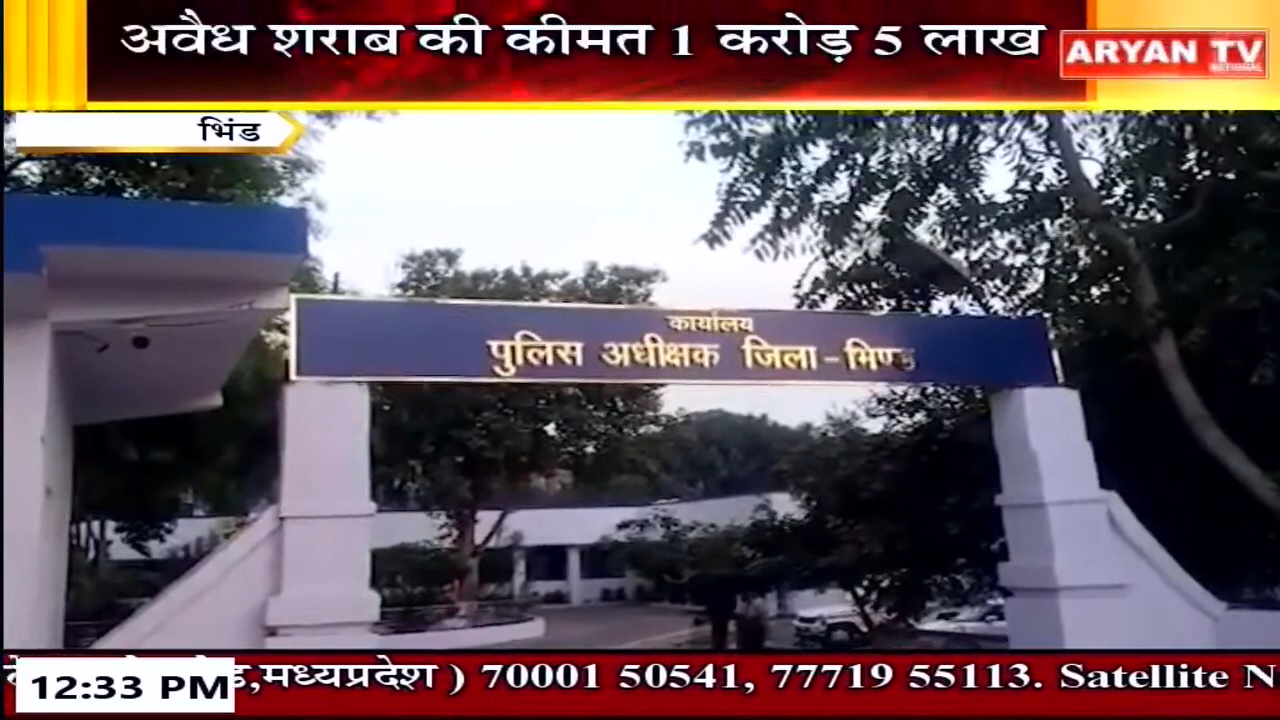 अवैध शराब की कीमत 1 करोड़ 5 लाख
ARYAN TV
NATIONAL
भिंड
कार्यालय
पुलिस अधीक्षक जिला - भिण्ड
12:33 PM
,मध्यप्रदेश ) 70001 50541, 77719 55113. Satellite N